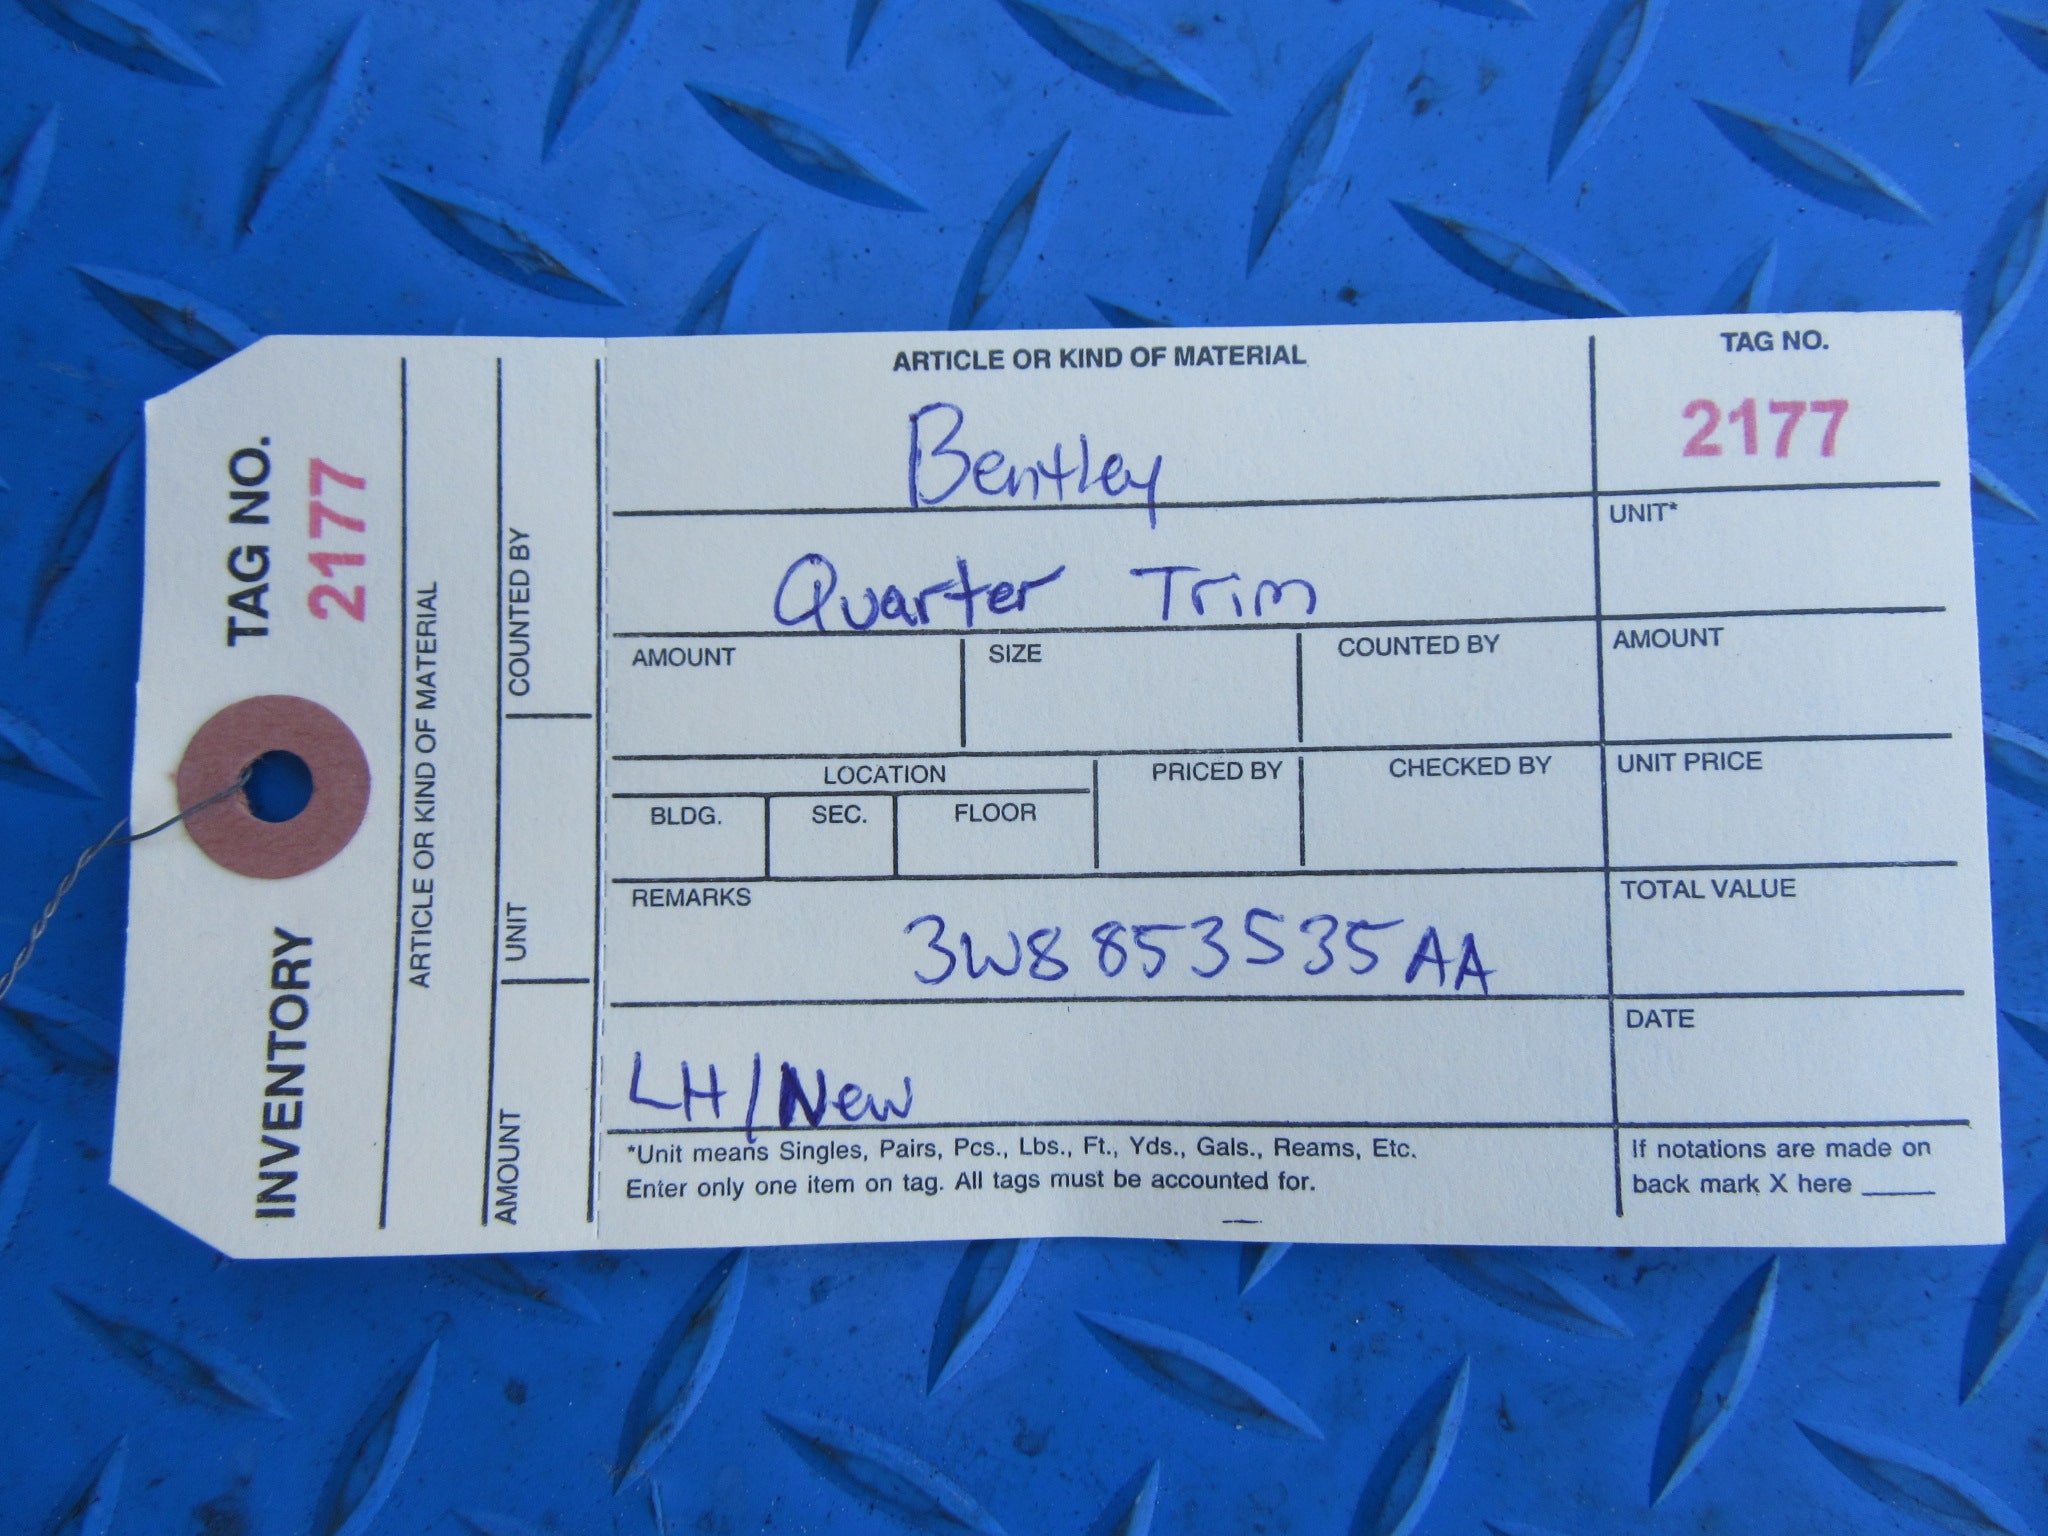 TAG NO.
2177
INVENTORY
ARTICLE OR KIND OF MATERIAL
COUNTED BY
UNIT
AMOUNT
ARTICLE OR KIND OF MATERIAL
Bentley
Quarter Trim
TAG NO.
2177
UNIT*
AMOUNT
SIZE
COUNTED BY
AMOUNT
LOCATION
PRICED BY
CHECKED BY
UNIT PRICE
BLDG.
SEC.
FLOOR
REMARKS
3W8 853535AA
TOTAL VALUE
LH/New
DATE
*Unit means Singles, Pairs, Pcs., Lbs., Ft., Yds., Gals., Reams, Etc.
Enter only one item on tag. All tags must be accounted for.
If notations are made on
back mark X here _____